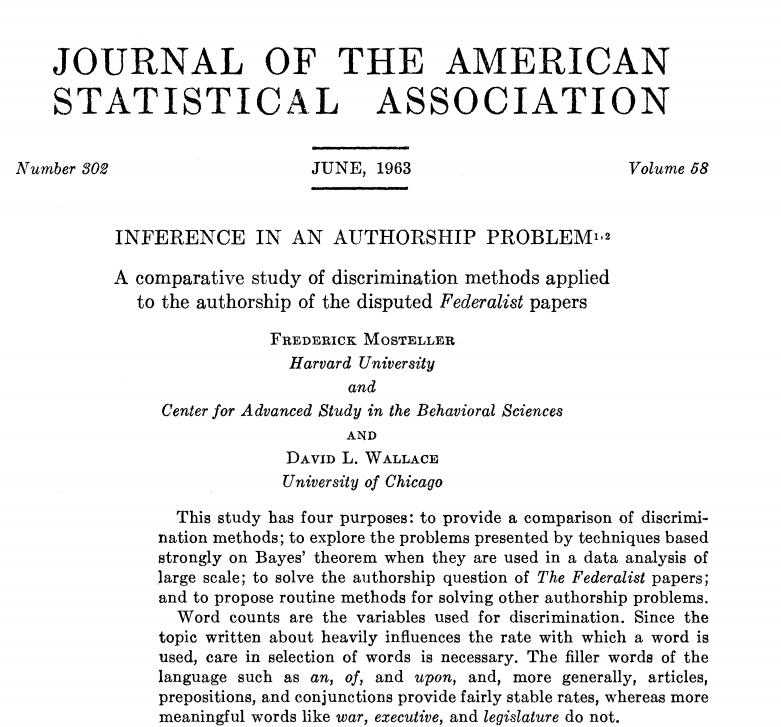 JOURNAL OF THE AMERICAN
STATISTICAL ASSOCIATION
Number 302 JUNE, 1963 Volume 58
INFERENCE IN AN AUTHORSHIP PROBLEM1,2
A comparative study of discrimination methods applied
to the authorship of the disputed Federalist papers
FREDERICK MOSTELLER
Harvard University
and
Center for Advanced Study in the Behavioral Sciences
AND
DAVID L. WALLACE
University of Chicago
This study has four purposes: to provide a comparison of discrimi-
nation methods; to explore the problems presented by techniques based
strongly on Bayes' theorem when they are used in a data analysis of
large scale; to solve the authorship question of The Federalist papers;
and to propose routine methods for solving other authorship problems.
Word counts are the variables used for discrimination. Since the
topic written about heavily influences the rate with which a word is
used, care in selection of words is necessary. The filler words of the
language such as an, of, and upon, and, more generally, articles,
prepositions, and conjunctions provide fairly stable rates, whereas more
meaningful words like war, executive, and legislature do not.